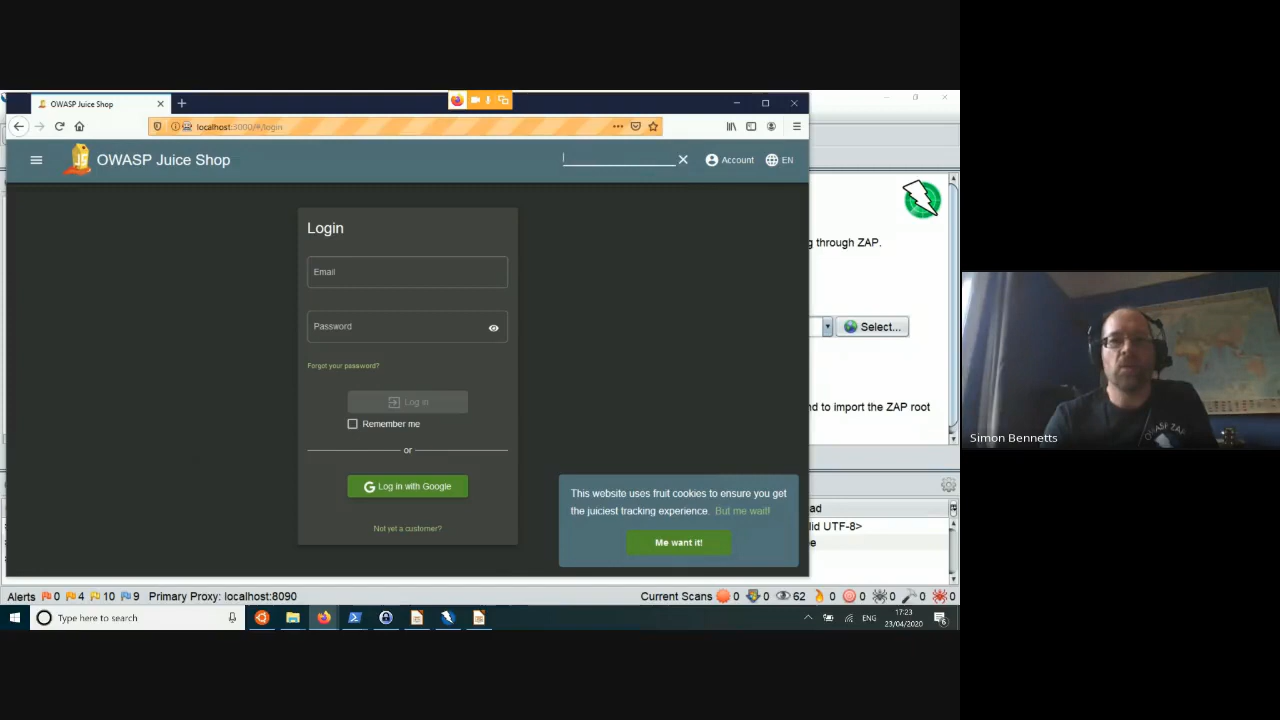 OWASP Juice Shop
localhost:3000/#/login
OWASP Juice Shop
Account
EN
Login
Email
Password
Forgot your password?
Log in
Remember me
or
Log in with Google
Not yet a customer?
This website uses fruit cookies to ensure you get
the juiciest tracking experience. But me wait!
Me want it!
g through ZAP.
Select...
nd to import the ZAP root
ad
lid UTF-8>
e
Simon Bennetts
OWASP ZAP
Alerts 0 4 10 9 Primary Proxy: localhost:8090
Current Scans 0 0 62 0 0 0 0 0
Type here to search
ENG
17:23
23/04/2020
6